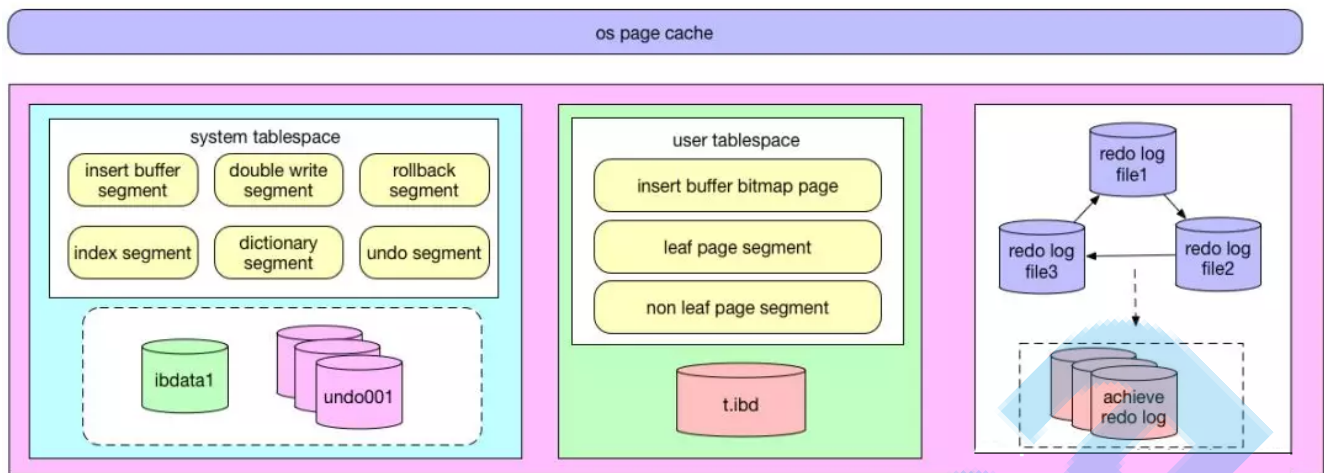 os page cache
system tablespace
insert buffer
segment
double write
segment
rollback
segment
index segment
dictionary
segment
undo segment
ibdata1
undo001
user tablespace
insert buffer bitmap page
leaf page segment
non leaf page segment
t.ibd
redo log
file1
redo log
file3
redo log
file2
achieve
redo log